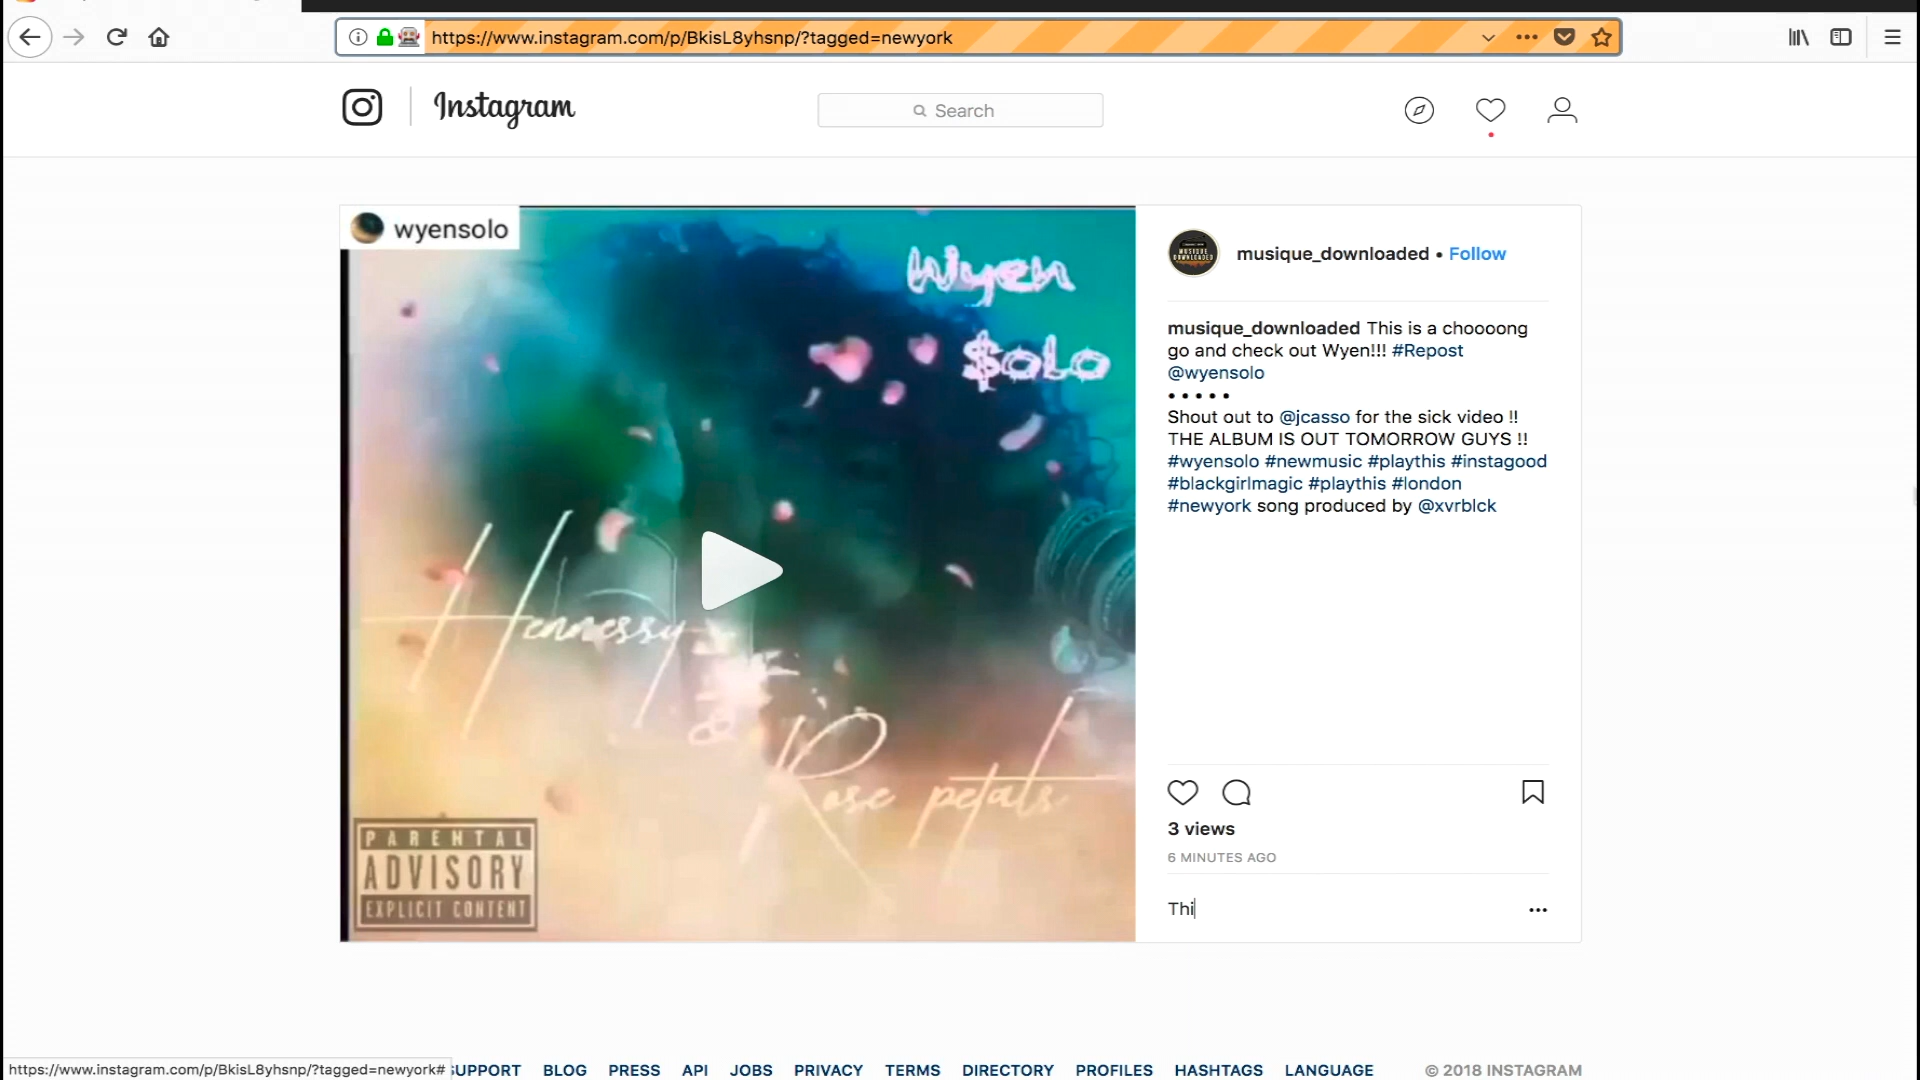 https://www.instagram.com/p/BkisL8yhsnp/?tagged=newyork
Instagram
Search
wyensolo
Wyen
$olo
Hennessy
&
Rose petals
PARENTAL
ADVISORY
EXPLICIT CONTENT
MUSIQUE
DOWNLOADED
musique_downloaded • Follow
musique_downloaded This is a choooong
go and check out Wyen!!! #Repost
@wyensolo
• • • • •
Shout out to @jcasso for the sick video !!
THE ALBUM IS OUT TOMORROW GUYS !!
#wyensolo #newmusic #playthis #instagood
#blackgirlmagic #playthis #london
#newyork song produced by @xvrblck
3 views
6 MINUTES AGO
Thi
https://www.instagram.com/p/BkisL8yhsnp/?tagged=newyork#
SUPPORT BLOG PRESS API JOBS PRIVACY TERMS DIRECTORY PROFILES HASHTAGS LANGUAGE © 2018 INSTAGRAM